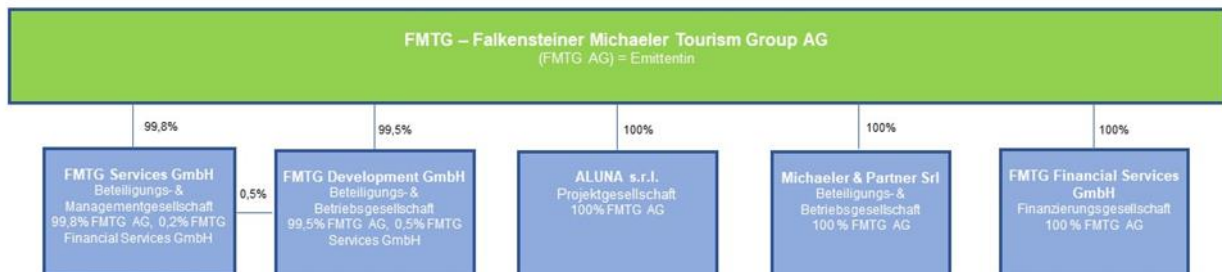 FMTG – Falkensteiner Michaeler Tourism Group AG
(FMTG AG) = Emittentin
99,8%
99,5%
100%
100%
100%
FMTG Services GmbH
Beteiligungs- &
Managementgesellschaft
99,8% FMTG AG, 0,2% FMTG
Financial Services GmbH
0,5%
FMTG Development GmbH
Beteiligungs- &
Betriebsgesellschaft
99,5% FMTG AG, 0,5% FMTG
Services GmbH
ALUNA s.r.l.
Projektgesellschaft
100% FMTG AG
Michaeler & Partner Srl
Beteiligungs- &
Betriebsgesellschaft
100 % FMTG AG
FMTG Financial Services
GmbH
Finanzierungsgesellschaft
100 % FMTG AG